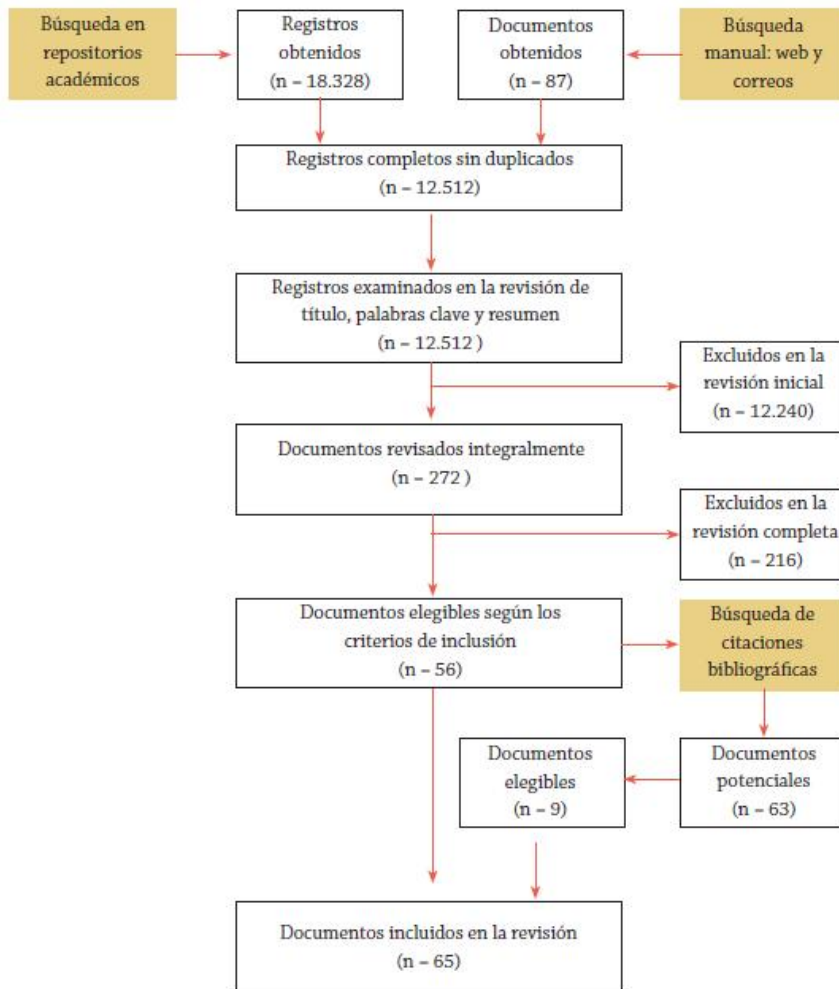 Búsqueda en
repositorios
académicos
Registros
obtenidos
(n – 18.328)
Documentos
obtenidos
(n – 87)
Búsqueda
manual: web y
correos
Registros completos sin duplicados
(n – 12.512)
Registros examinados en la revisión de
título, palabras clave y resumen
(n – 12.512 )
Excluidos en la
revisión inicial
(n – 12.240)
Documentos revisados integralmente
(n – 272 )
Excluidos en la
revisión completa
(n – 216)
Documentos elegibles según los
criterios de inclusión
(n – 56)
Búsqueda de
citaciones
bibliográficas
Documentos
potenciales
(n – 63)
Documentos
elegibles
(n – 9)
Documentos incluidos en la revisión
(n – 65)